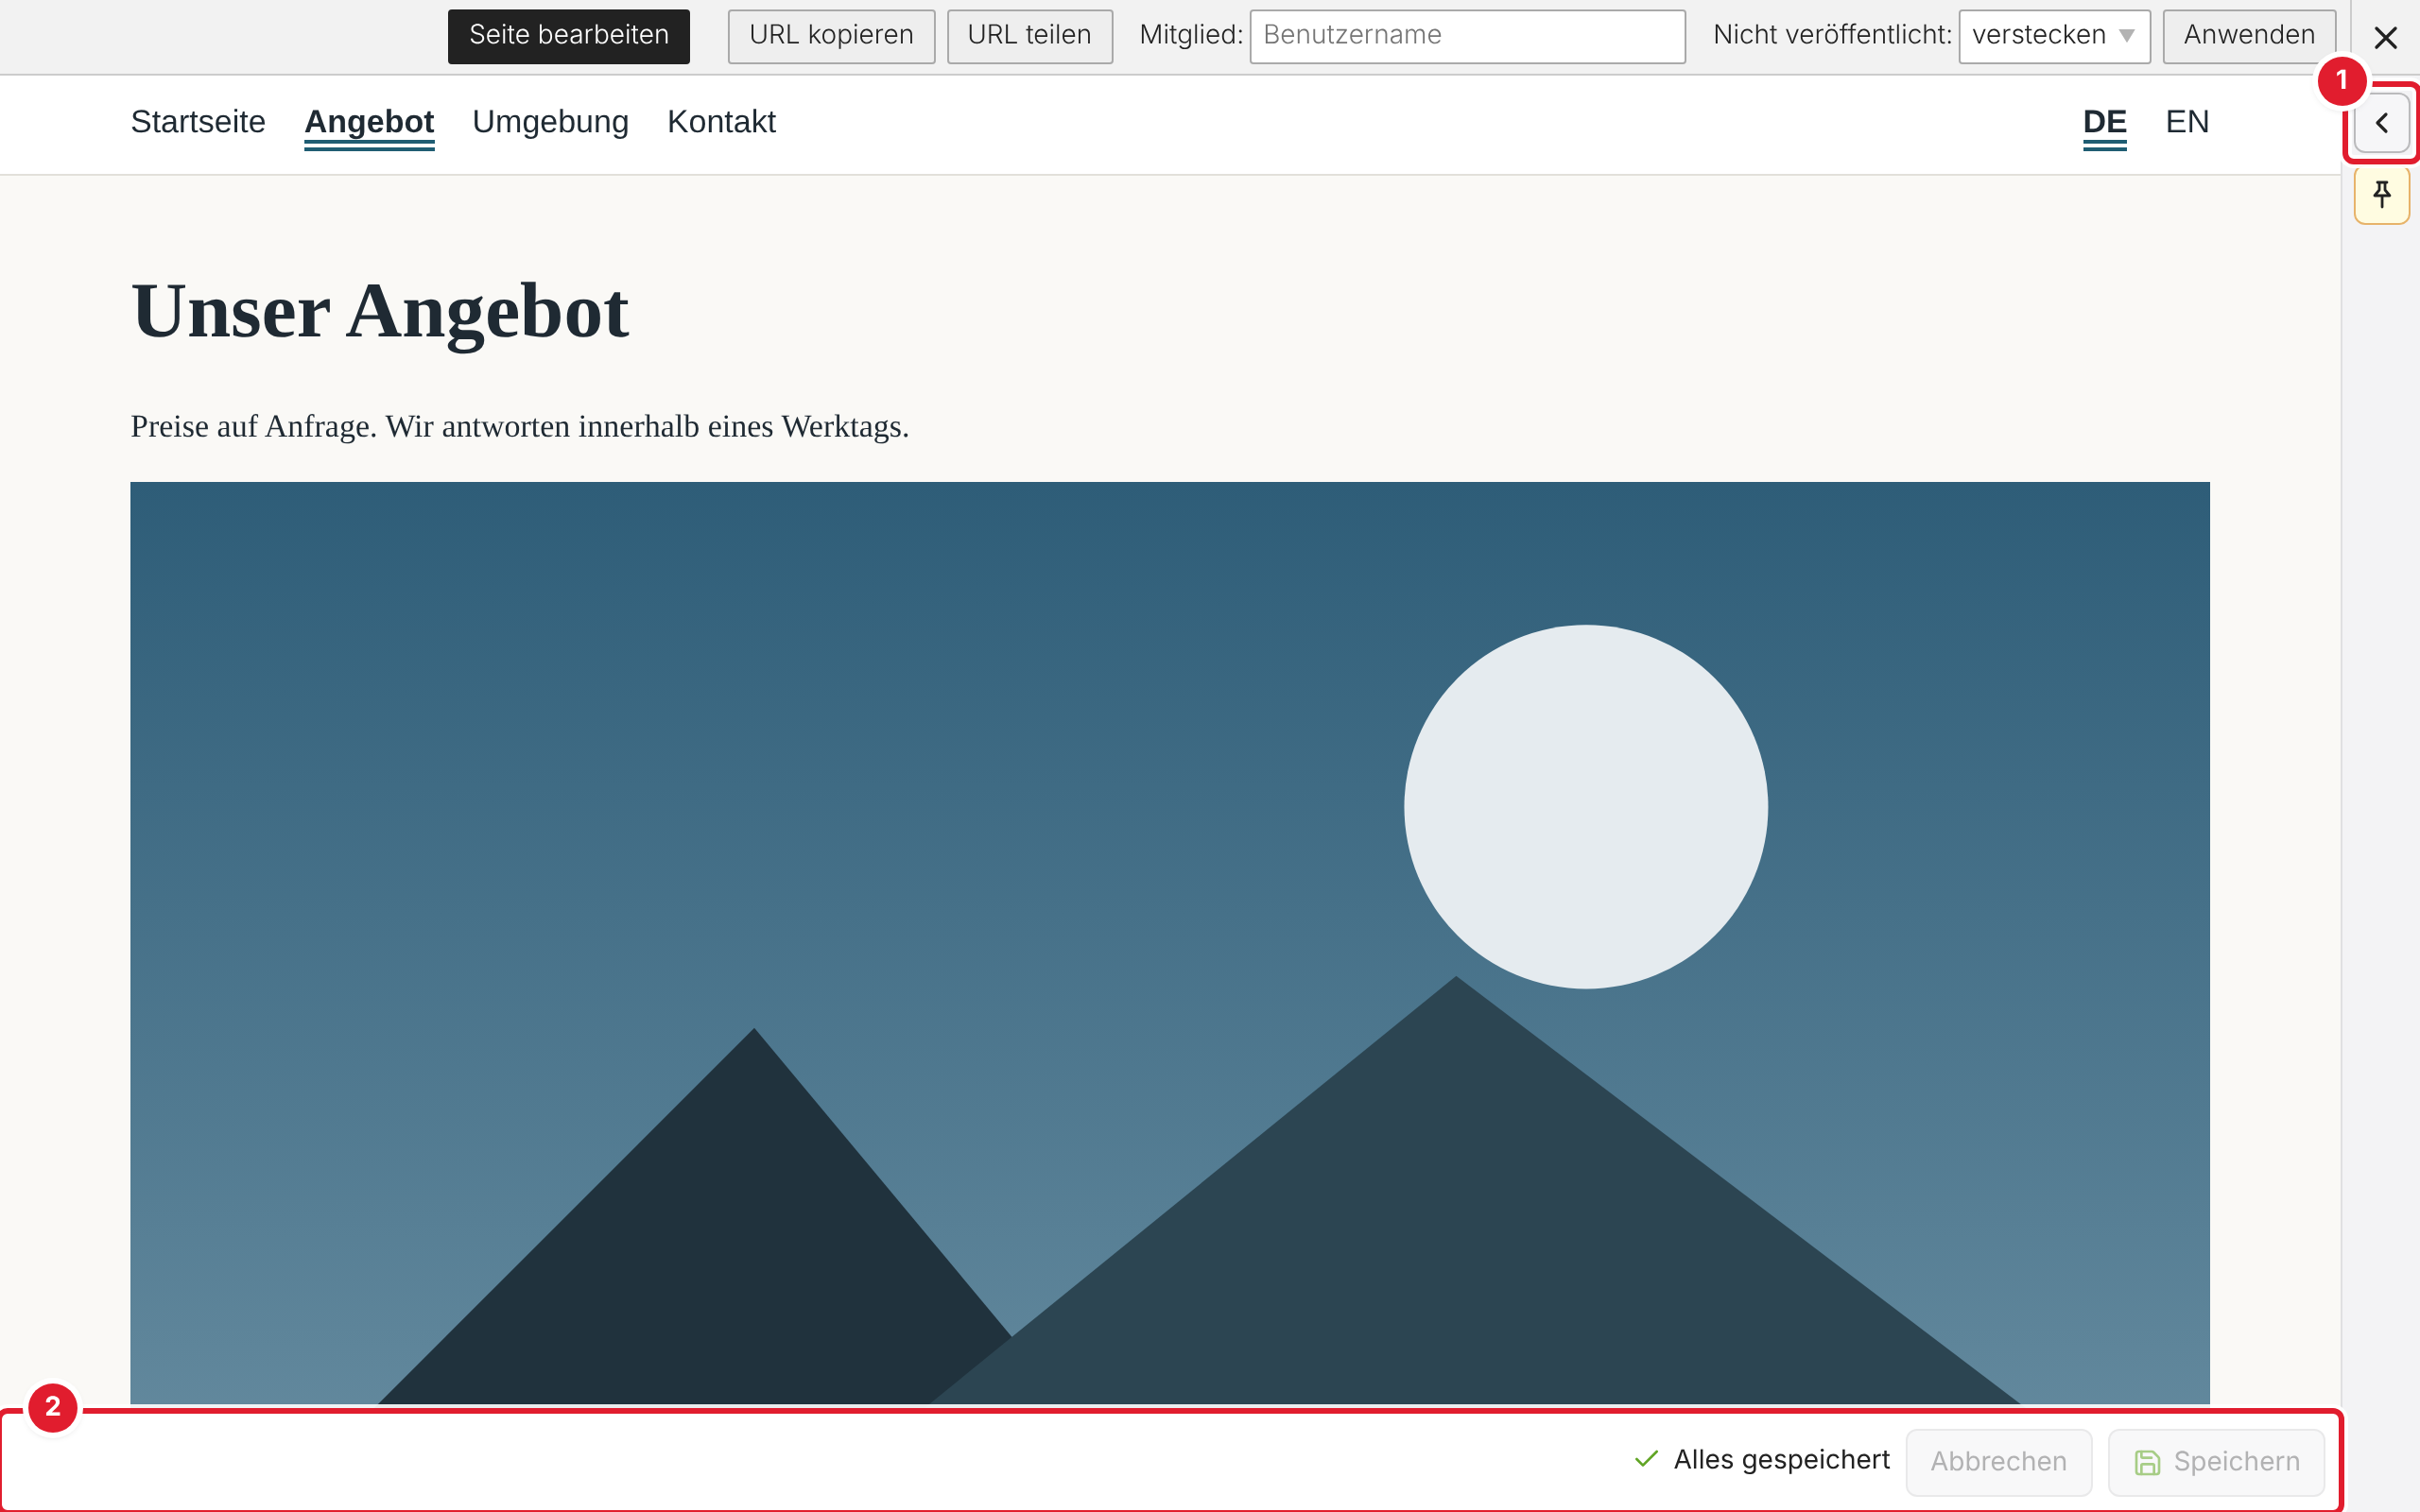 Seite bearbeiten URL kopieren URL teilen Mitglied: Benutzername Nicht veröffentlicht: verstecken Anwenden
1
Startseite Angebot Umgebung Kontakt DE EN
Unser Angebot
Preise auf Anfrage. Wir antworten innerhalb eines Werktags.
2
Alles gespeichert Abbrechen Speichern